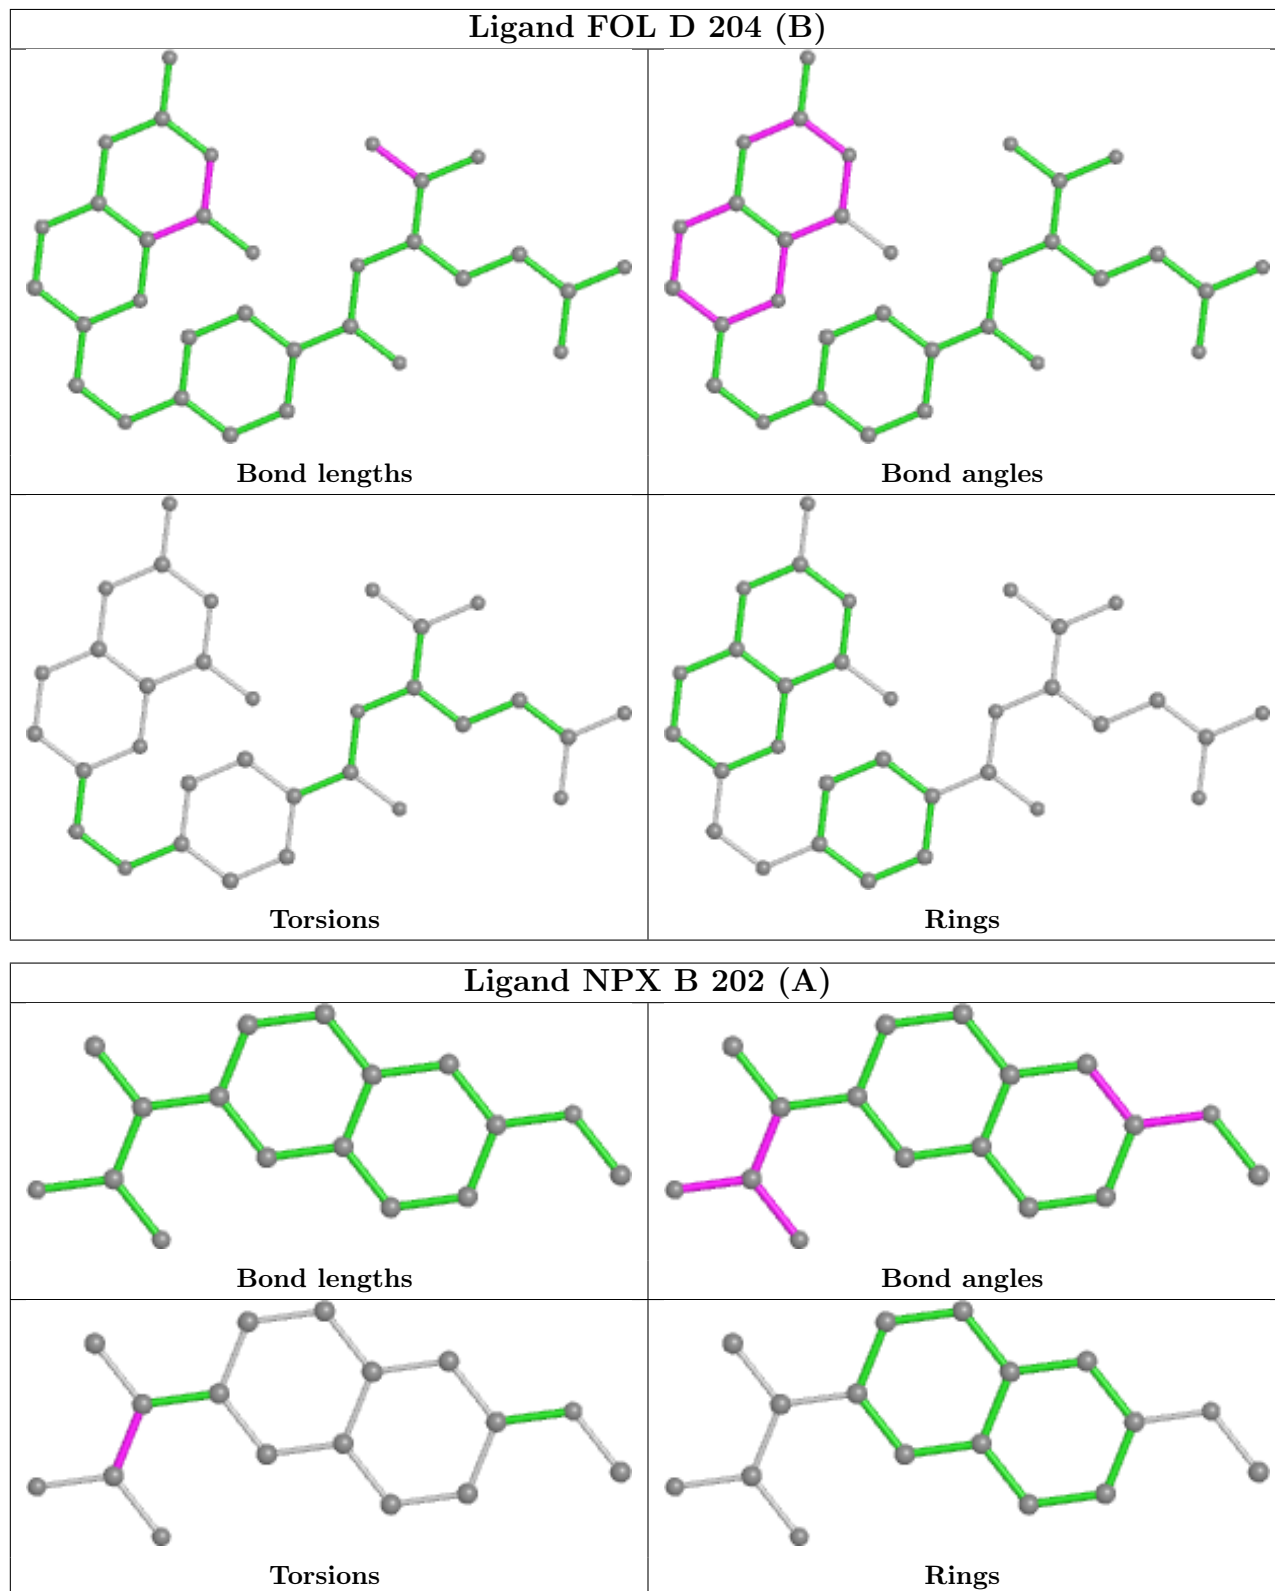 Ligand FOL D 204 (B)
Bond lengths
Bond angles
Torsions
Rings
Ligand NPX B 202 (A)
Bond lengths
Bond angles
Torsions
Rings